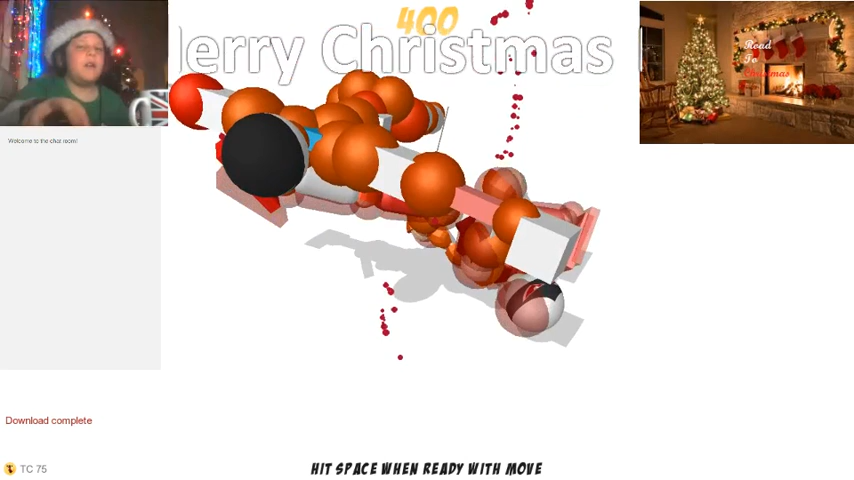 400
erry Christmas
Road
To
Christmas
Welcome to the chat room!
Download complete
TC 75
HIT SPACE WHEN READY WITH MOVE